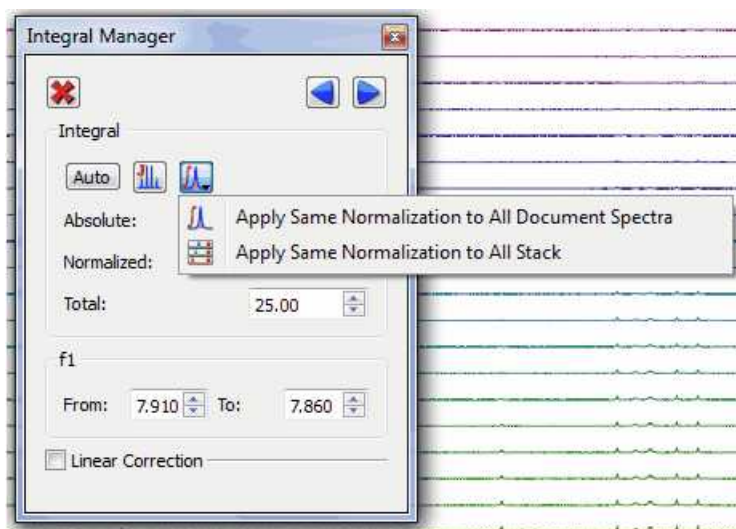 Integral Manager
Integral
Auto
Apply Same Normalization to All Document Spectra
Absolute:
Apply Same Normalization to All Stack
Normalized:
Total: 25.00
f1
From: 7.910 To: 7.860
Linear Correction